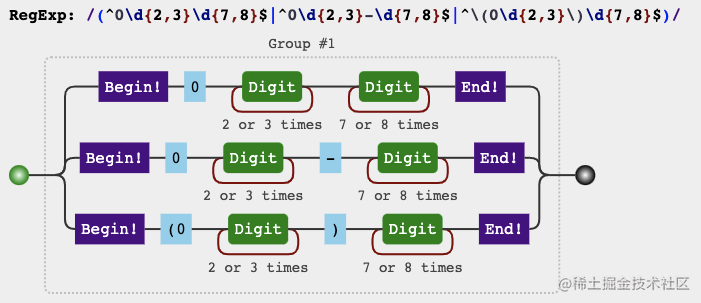 RegExp: /(^0\d{2,3}\d{7,8}$|^0\d{2,3}-\d{7,8}$|^\(0\d{2,3}\)\d{7,8}$)/
Group #1
Begin! 0 Digit Digit End!
2 or 3 times 7 or 8 times
Begin! 0 Digit - Digit End!
2 or 3 times 7 or 8 times
Begin! (0 Digit ) Digit End!
2 or 3 times 7 or 8 times
@稀土掘金技术社区